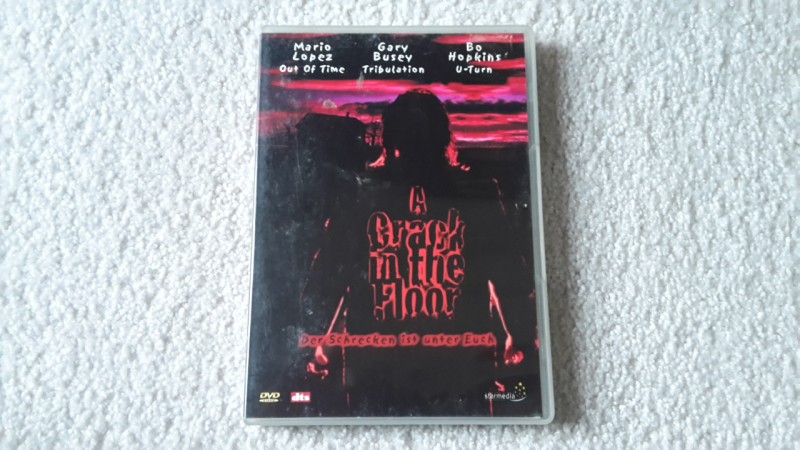 Mario Lopez
Out Of Time
Gary Busey
Tribulation
Bo Hopkins
U-Turn
A
Crack
in the
Floor
Der Schrecken ist unter Euch
DVD
dts
starmedia